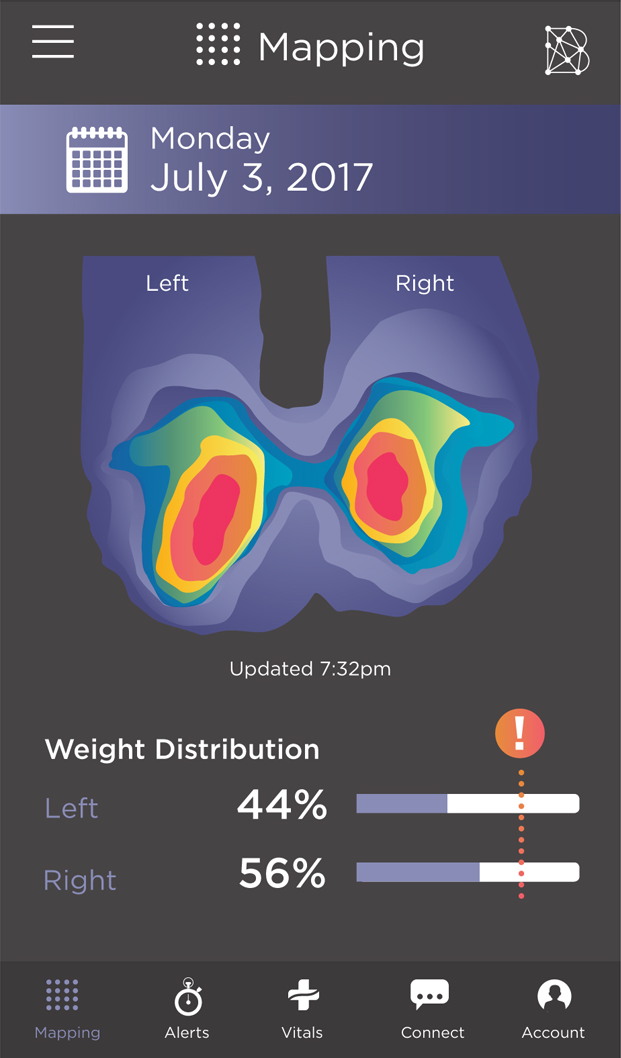 Mapping
Monday
July 3, 2017
Left Right
Updated 7:32pm
!
Weight Distribution
Left 44%
Right 56%
Mapping Alerts Vitals Connect Account